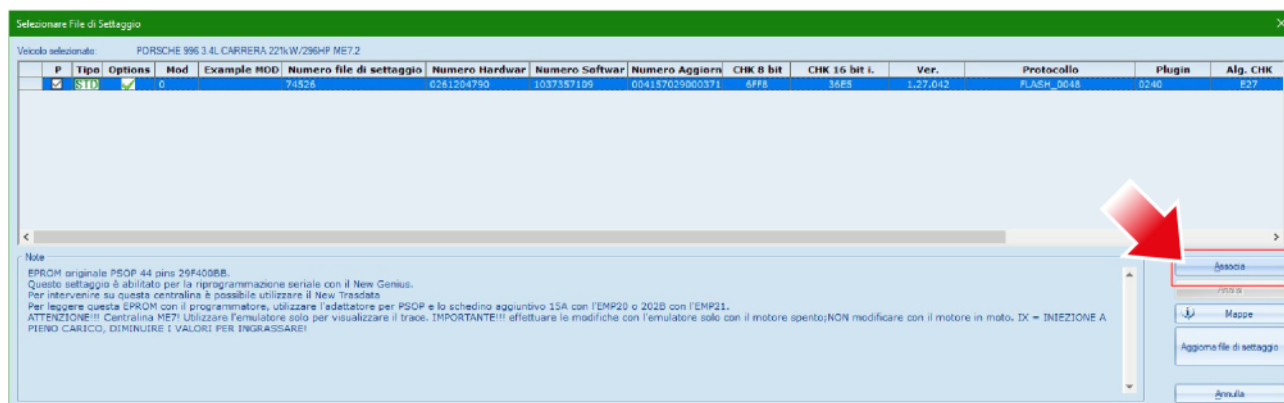 Selezionare File di Settaggio
Veicolo selezionato: PORSCHE 996 3.4L CARRERA 221kW/296HP ME7.2
P Tipo Options Mod Example MOD Numero file di settaggio Numero Hardwar Numero Softwar Numero Aggiorn CHK 8 bit CHK 16 bit i. Ver. Protocollo Plugin Alg. CHK
STD 0 74526 0261204790 1037357109 004157029000371 6FF8 36E5 1.27.042 FLASH_0048 0240 E27
Note
EPROM originale PSOP 44 pins 29F400BB.
Questo settaggio è abilitato per la riprogrammazione seriale con il New Genius.
Per intervenire su questa centralina è possibile utilizzare il New Trasdata
Per leggere questa EPROM con il programmatore, utilizzare l'adattatore per PSOP e lo schedino aggiuntivo 15A con l'EMP20 o 202B con l'EMP21.
ATTENZIONE!!! Centralina ME7! Utilizzare l'emulatore solo per visualizzare il trace. IMPORTANTE!!! effettuare le modifiche con l'emulatore solo con il motore spento;NON modificare con il motore in moto. IX = INIEZIONE A
PIENO CARICO, DIMINUIRE I VALORI PER INGRASSARE!
Associa
Mappe
Aggiorna file di settaggio
Annulla